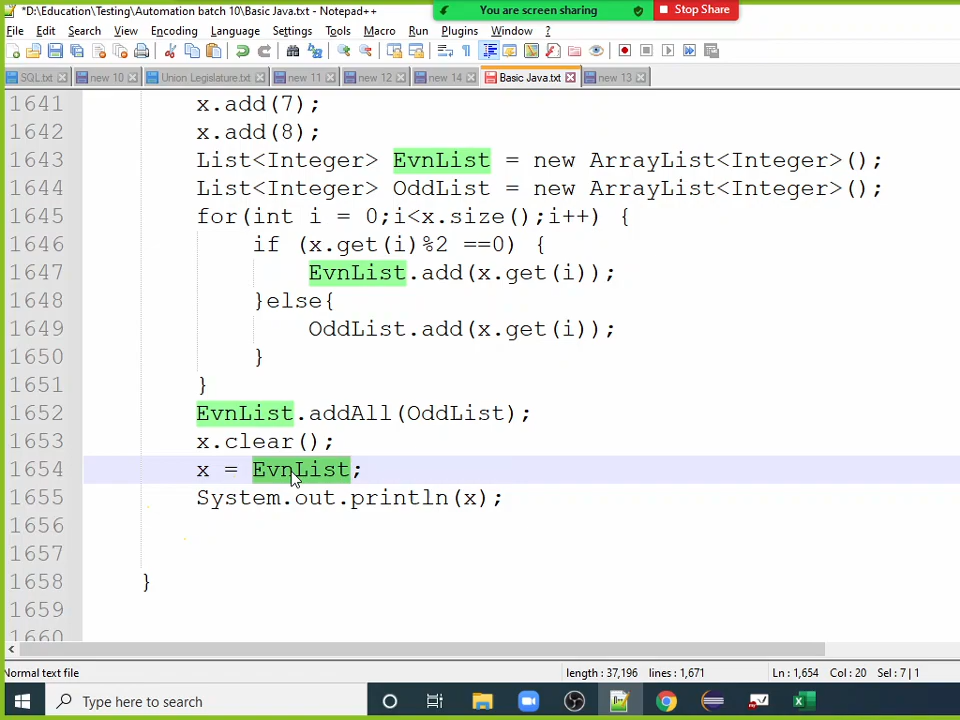 *D:\Education\Testing\Automation batch 10\Basic Java.txt - Notepad++
You are screen sharing
Stop Share
File Edit Search View Encoding Language Settings Tools Macro Run Plugins Window ?
SQL.txt new 10 Union Legislature.txt new 11 new 12 new 14 Basic Java.txt new 13
1641 x.add(7);
1642 x.add(8);
1643 List<Integer> EvnList = new ArrayList<Integer>();
1644 List<Integer> OddList = new ArrayList<Integer>();
1645 for(int i = 0;i<x.size();i++) {
1646 if (x.get(i)%2 ==0) {
1647 EvnList.add(x.get(i));
1648 }else{
1649 OddList.add(x.get(i));
1650 }
1651 }
1652 EvnList.addAll(OddList);
1653 x.clear();
1654 x = EvnList;
1655 System.out.println(x);
1656
1657
1658 }
1659
1660
Normal text file length : 37,196 lines : 1,671 Ln : 1,654 Col : 20 Sel : 7 | 1
Type here to search